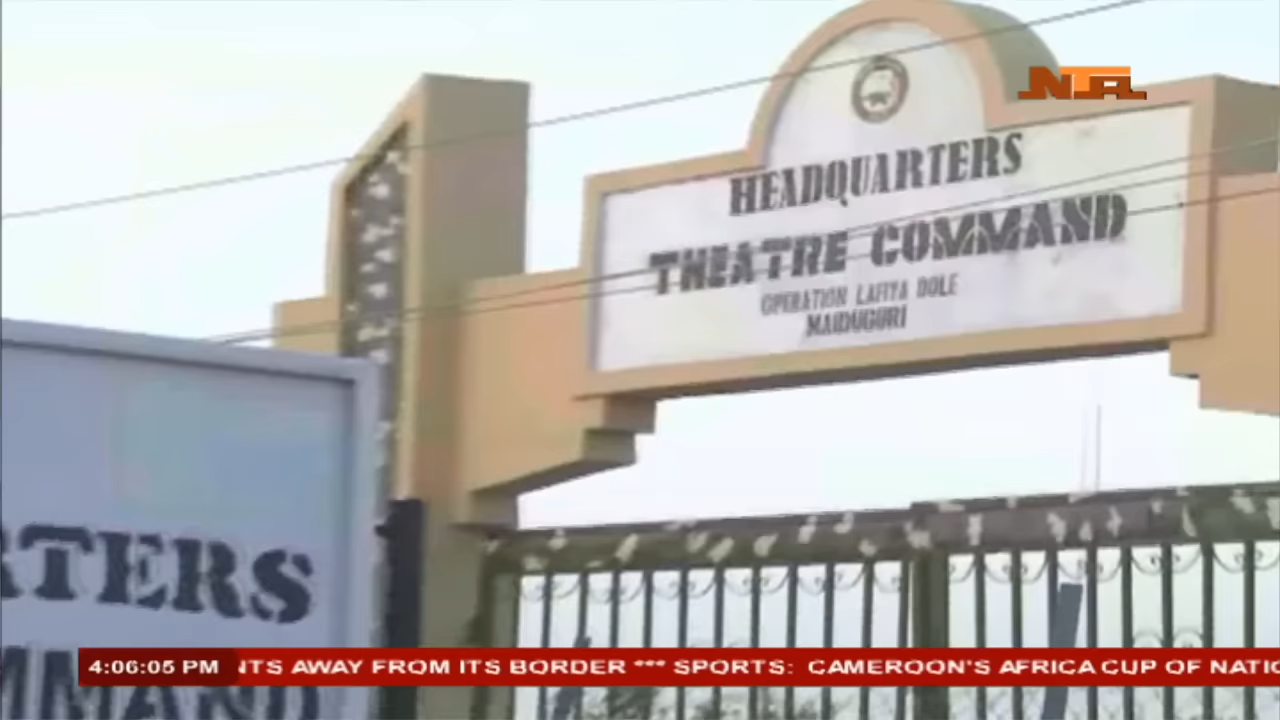 NTA
HEADQUARTERS
THEATRE COMMAND
OPERATION LAFIYA DOLE
MAIDUGURI
RTERS
MMAND
4:06:05 PM
NTS AWAY FROM ITS BORDER *** SPORTS: CAMEROON'S AFRICA CUP OF NATIO